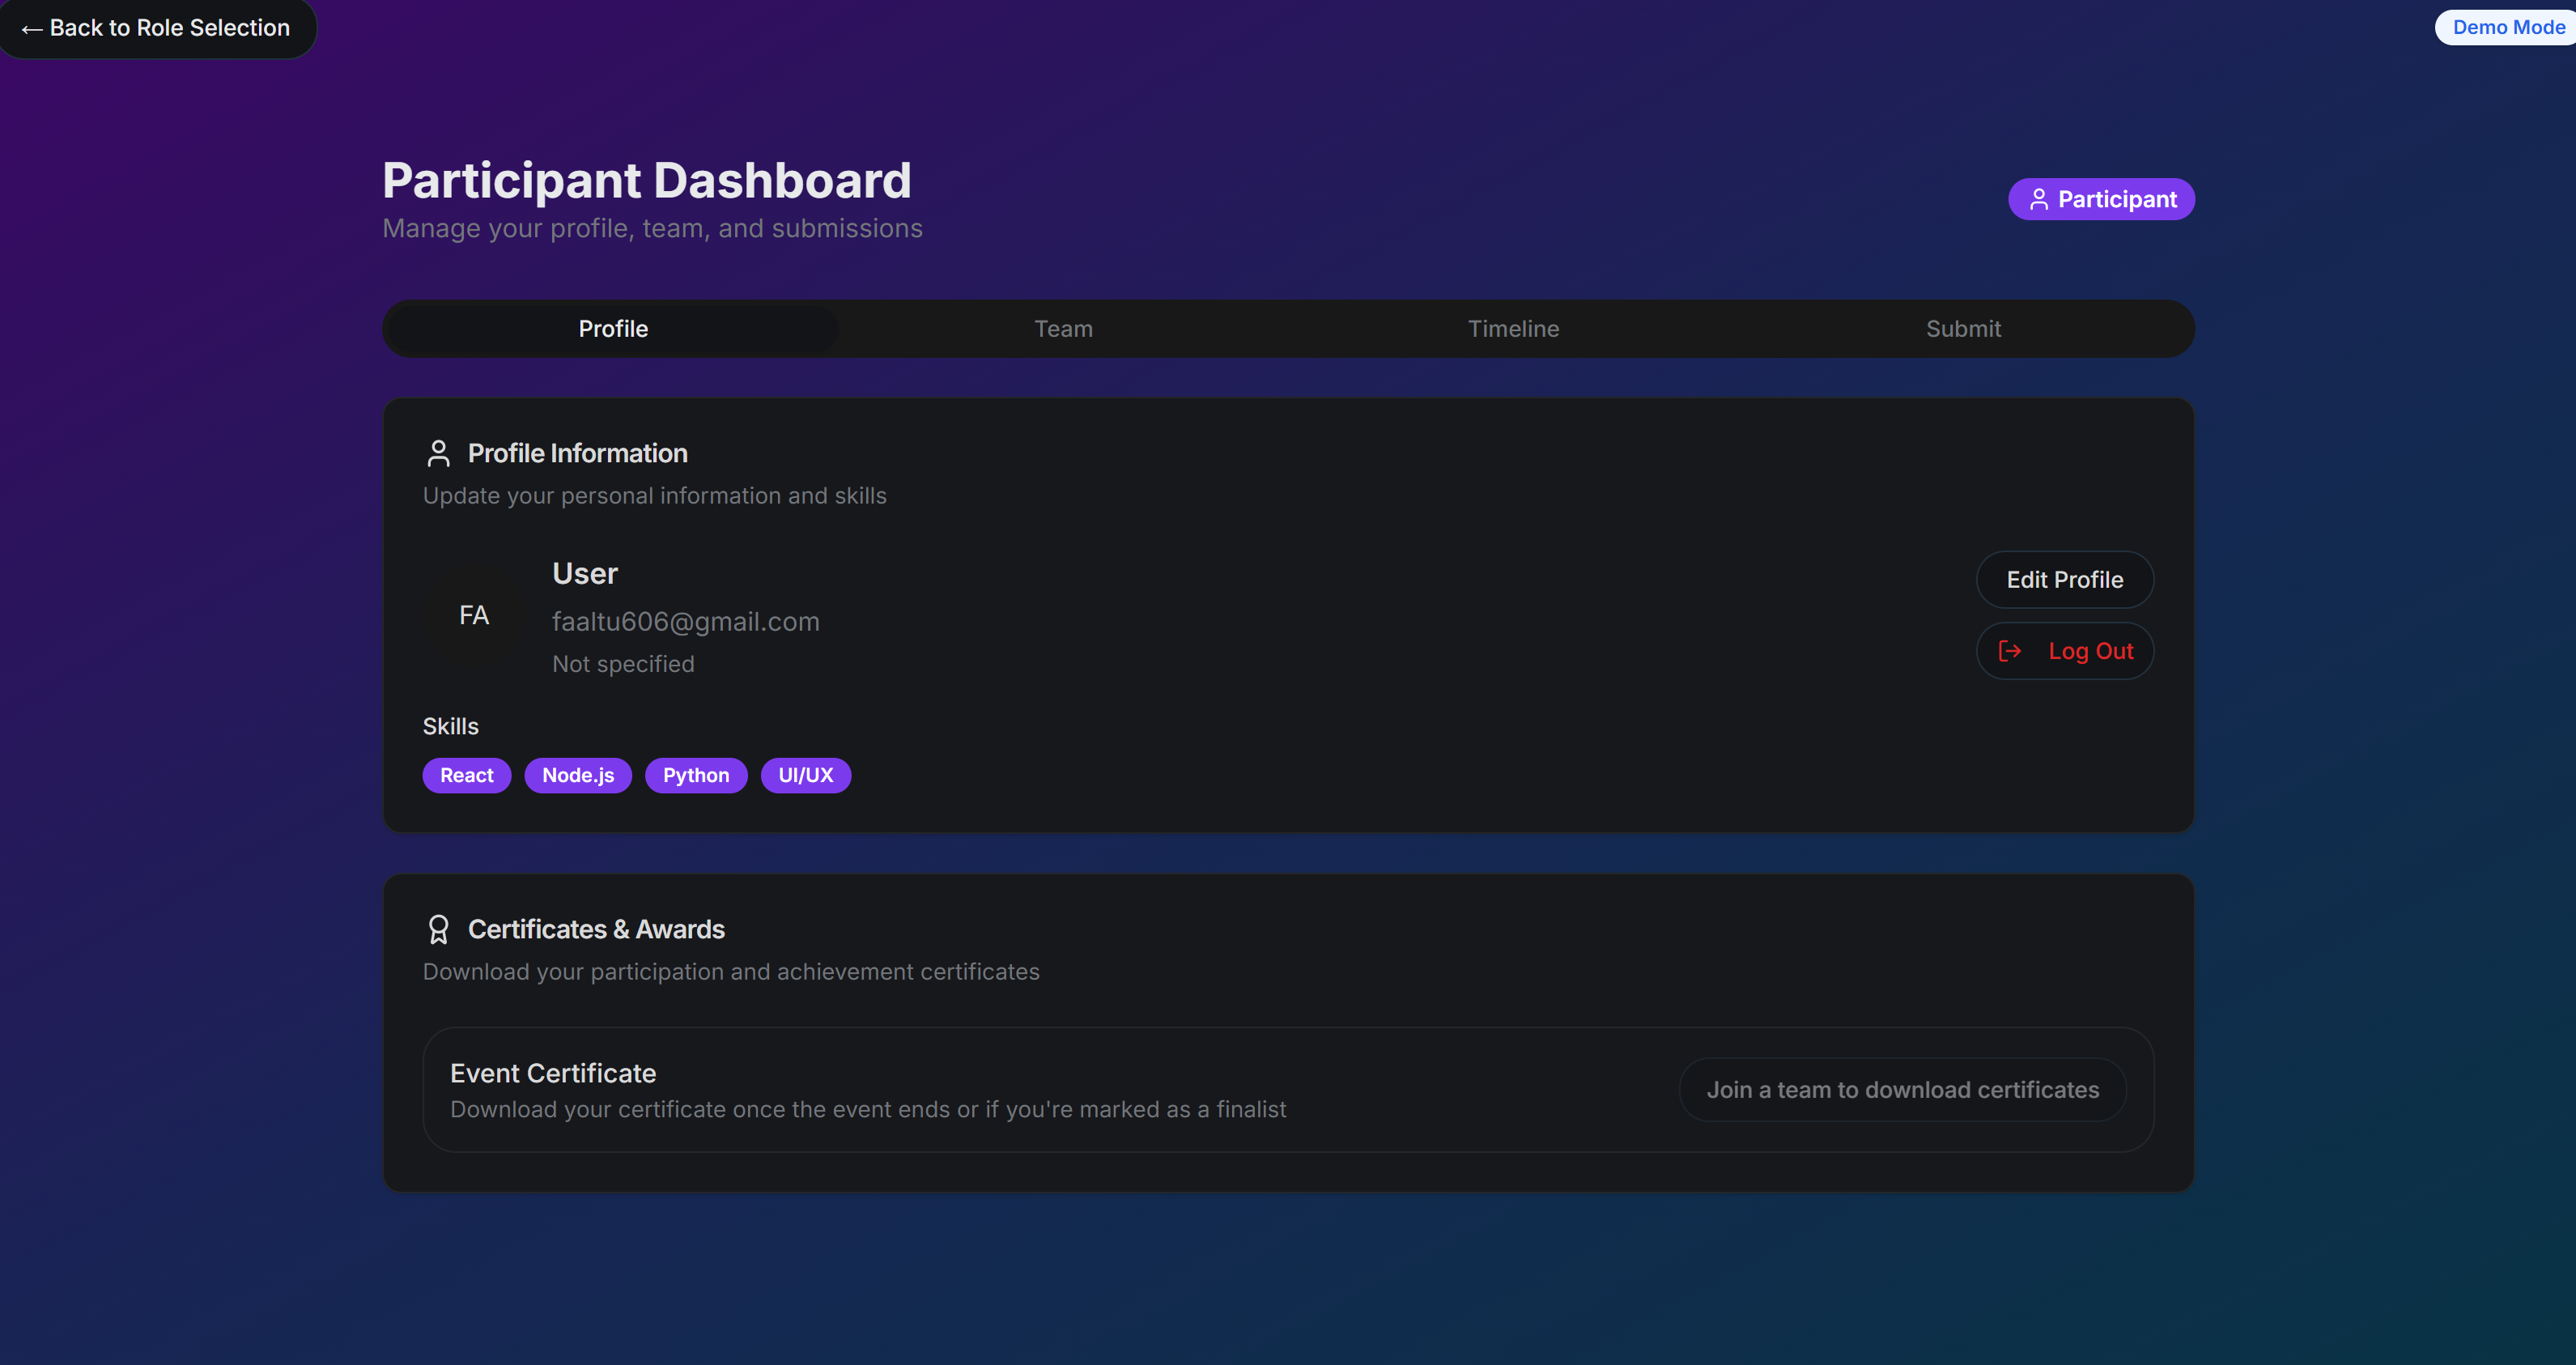 ← Back to Role Selection
Demo Mode
Participant Dashboard
Manage your profile, team, and submissions
Participant
Profile
Team
Timeline
Submit
Profile Information
Update your personal information and skills
FA
User
faaltu606@gmail.com
Not specified
Edit Profile
Log Out
Skills
React
Node.js
Python
UI/UX
Certificates & Awards
Download your participation and achievement certificates
Event Certificate
Download your certificate once the event ends or if you're marked as a finalist
Join a team to download certificates